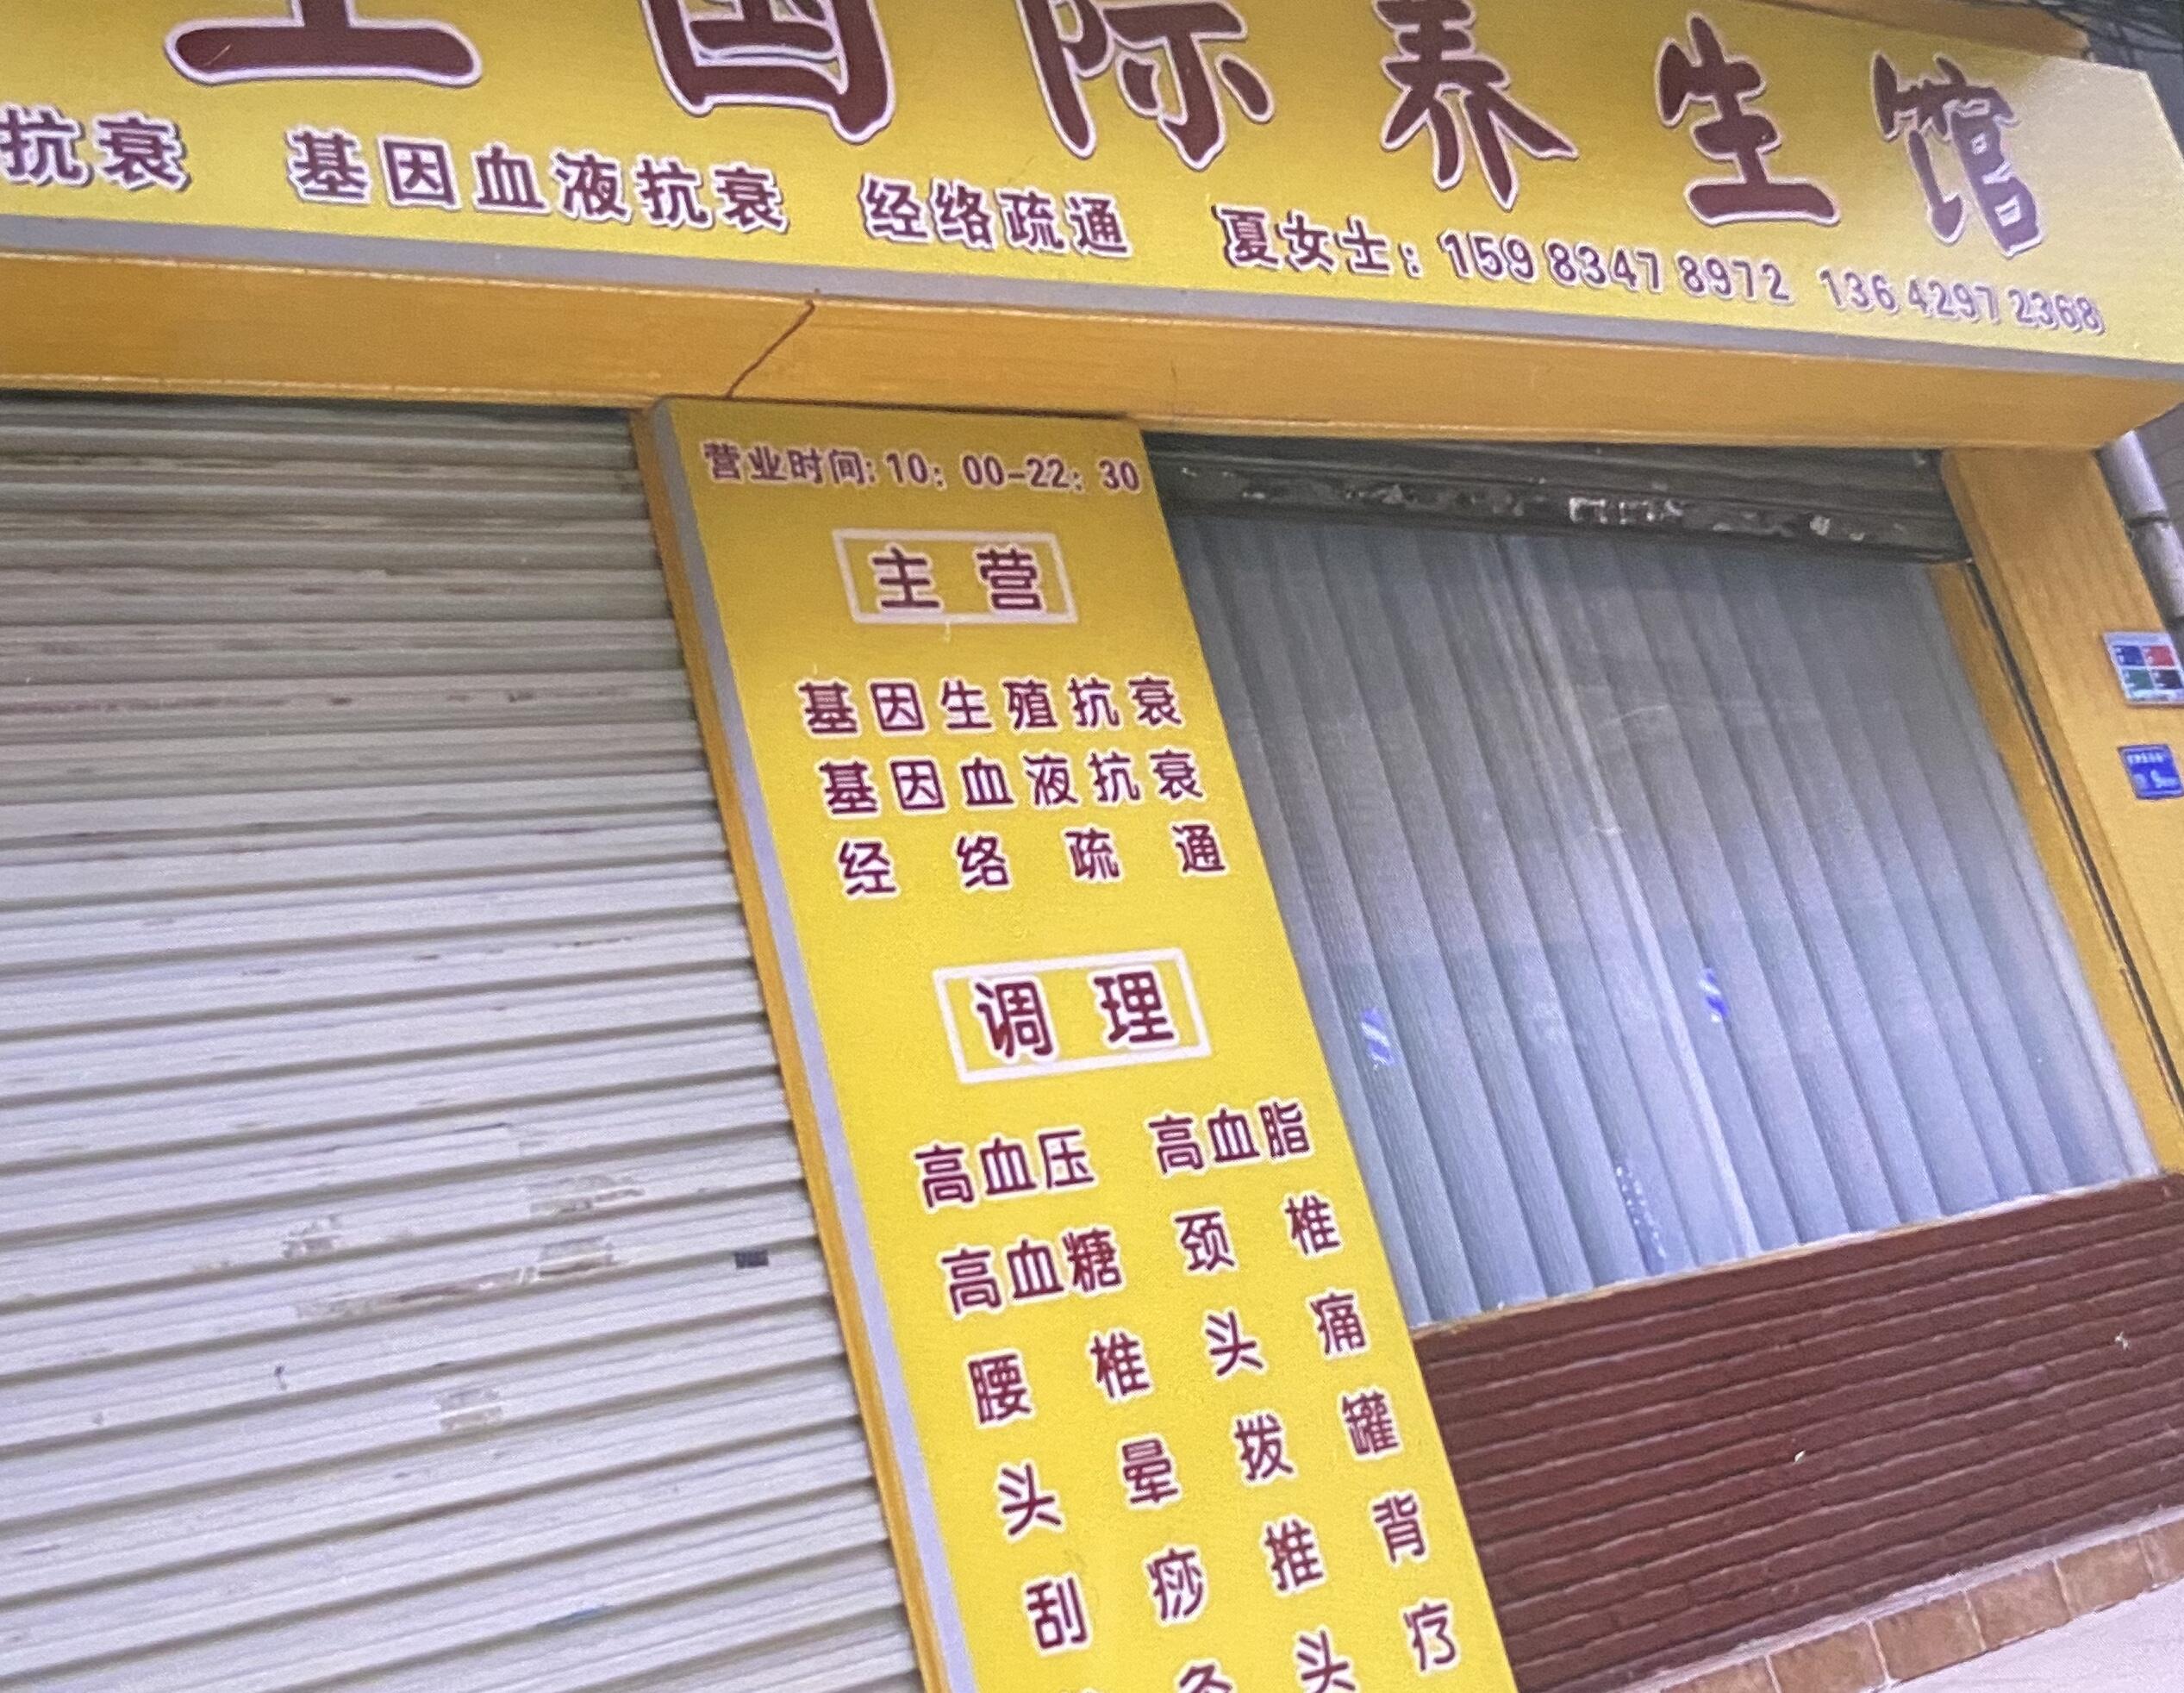 国际养生馆
抗衰 基因血液抗衰 经络疏通 夏女士：159 8347 8972 136 4297 2368
营业时间：10：00-22：30
主营
基因生殖抗衰
基因血液抗衰
经络疏通
调理
高血压 高血脂
高血糖 颈椎
腰椎 头痛
头晕 拨罐
刮痧 推背
头疗